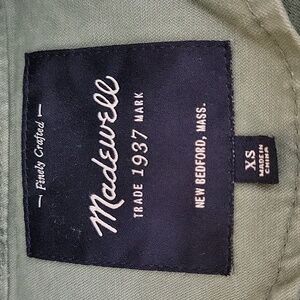 — Finely Crafted —
Madewell
TRADE 1937 MARK
NEW BEDFORD, MASS.
XS
MADE IN
CHINA